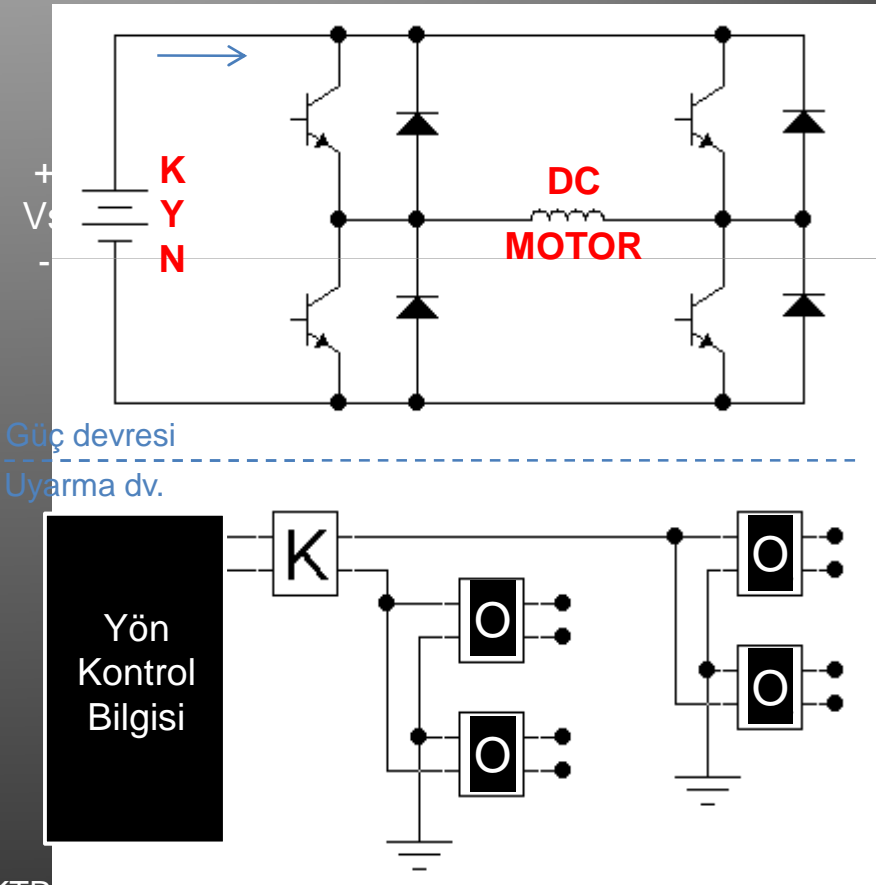 K
Y
N
+
Vs
-
DC
MOTOR
Güç devresi
Uyarma dv.
Yön
Kontrol
Bilgisi
K
O
O
O
O